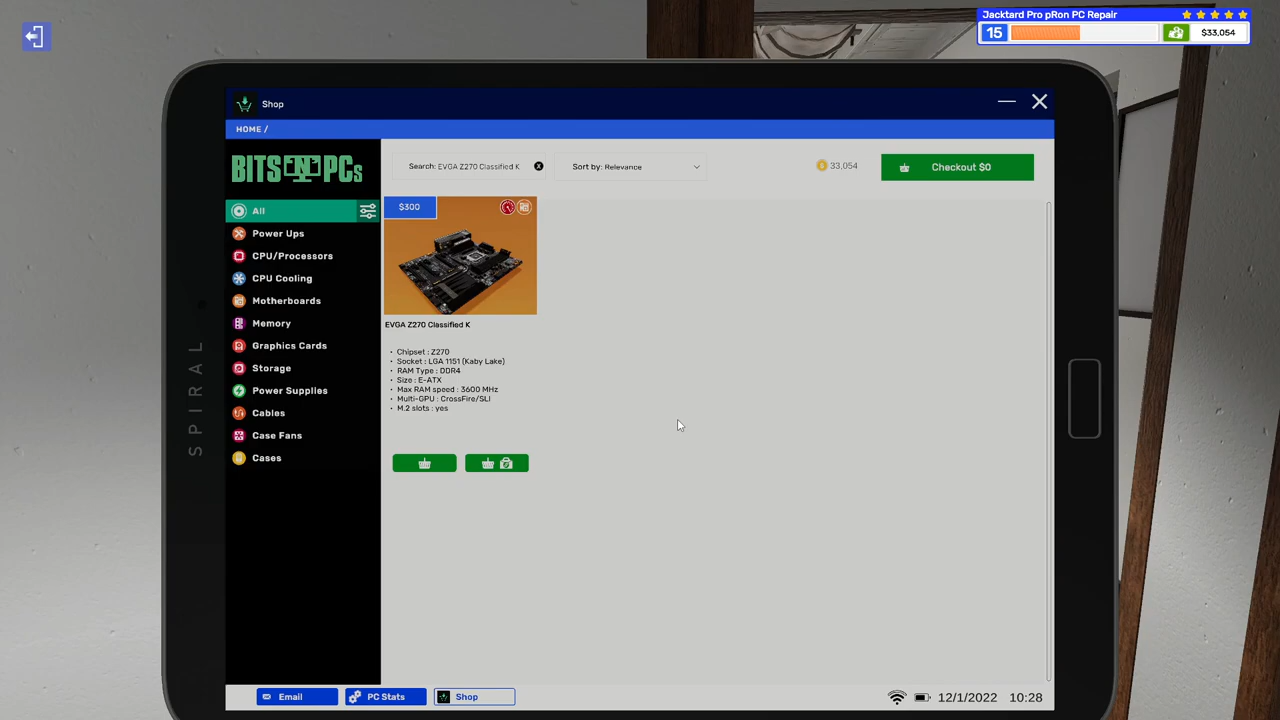 Jacktard Pro pRon PC Repair
15
$33,054
Shop
HOME /
BITS N PCs
Search: EVGA Z270 Classified K
Sort by: Relevance
33,054
Checkout $0
All
Power Ups
CPU/Processors
CPU Cooling
Motherboards
Memory
Graphics Cards
Storage
Power Supplies
Cables
Case Fans
Cases
$300
EVGA Z270 Classified K
• Chipset : Z270
• Socket : LGA 1151 (Kaby Lake)
• RAM Type : DDR4
• Size : E-ATX
• Max RAM speed : 3600 MHz
• Multi-GPU : CrossFire/SLI
• M.2 slots : yes
SPIRAL
Email
PC Stats
Shop
12/1/2022
10:28